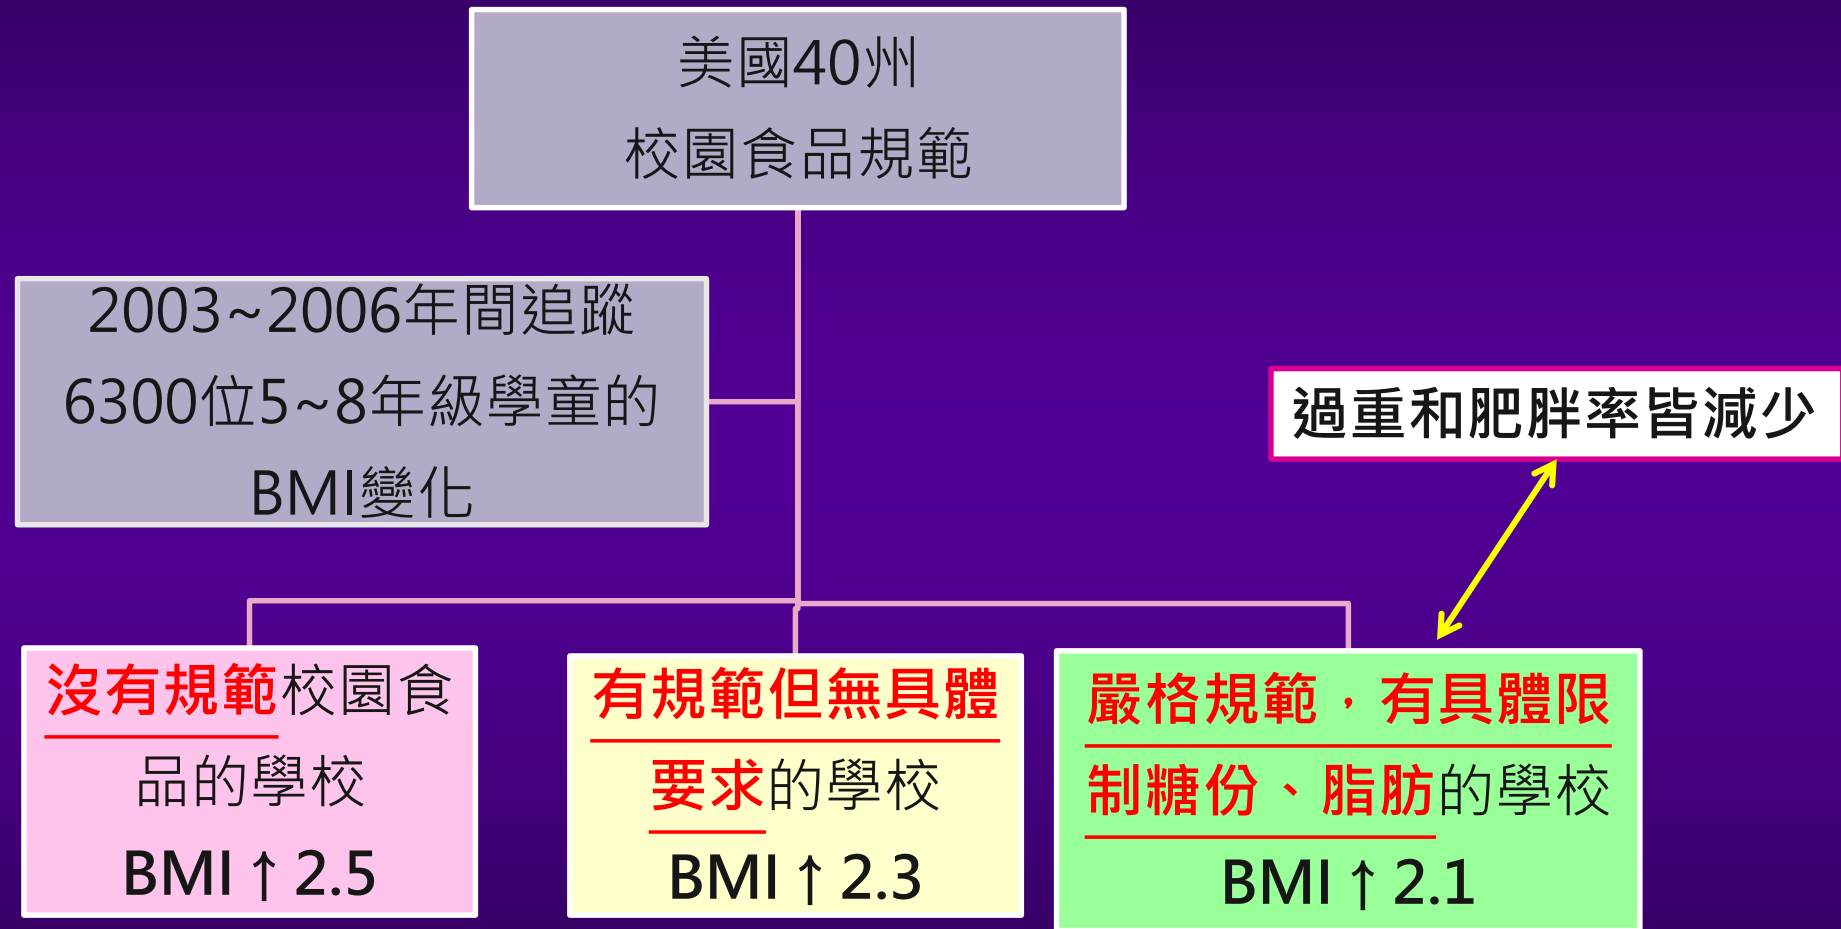 美國40州
校園食品規範
2003~2006年間追蹤
6300位5~8年級學童的
BMI變化
過重和肥胖率皆減少
沒有規範校園食
品的學校
BMI↑2.5
有規範但無具體
要求的學校
BMI↑2.3
嚴格規範，有具體限
制糖份、脂肪的學校
BMI↑2.1